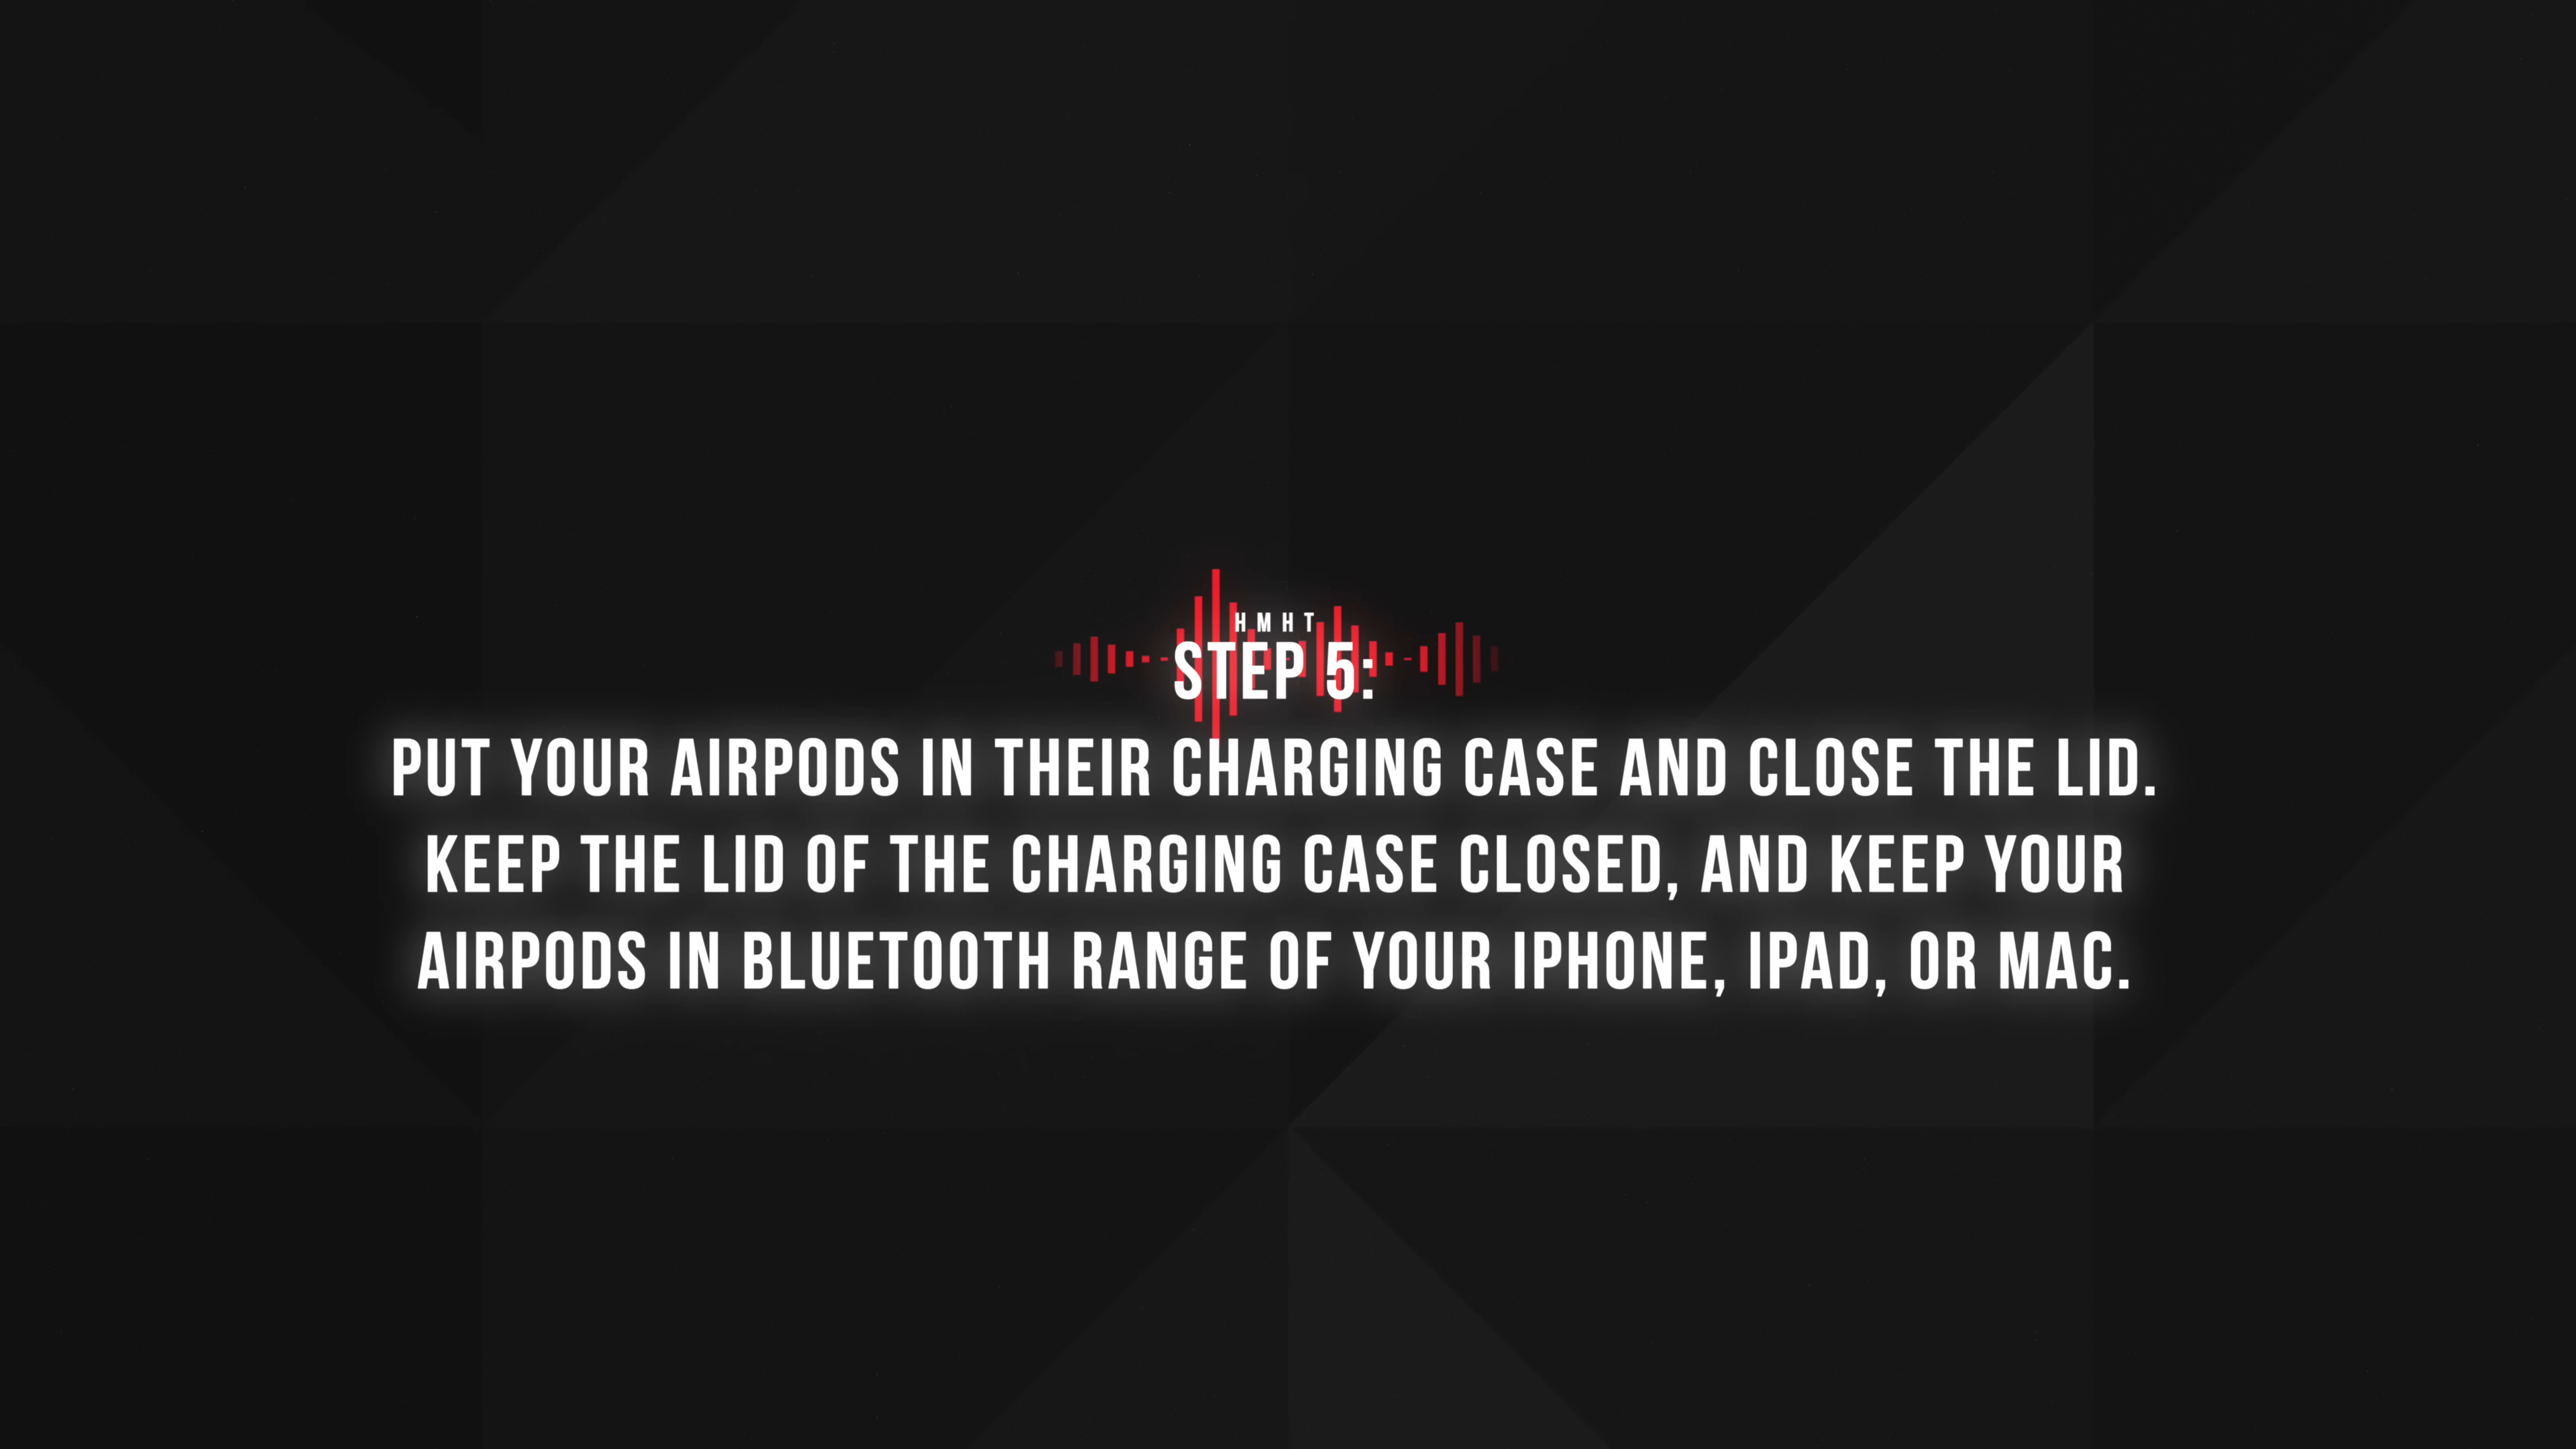 HMHT
STEP 5:
PUT YOUR AIRPODS IN THEIR CHARGING CASE AND CLOSE THE LID.
KEEP THE LID OF THE CHARGING CASE CLOSED, AND KEEP YOUR
AIRPODS IN BLUETOOTH RANGE OF YOUR IPHONE, IPAD, OR MAC.